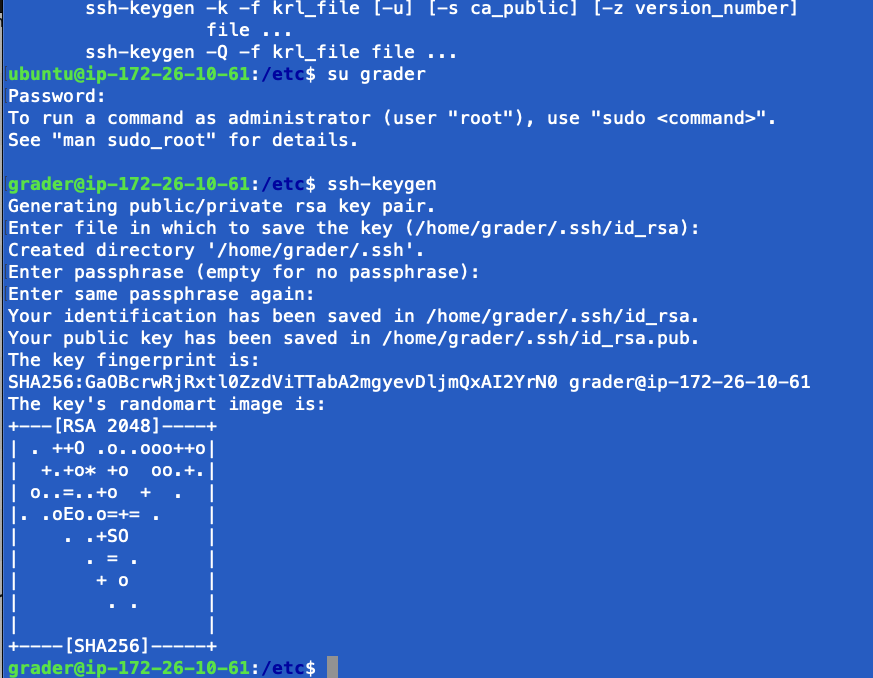 ssh-keygen -k -f krl_file [-u] [-s ca_public] [-z version_number]
                  file ...
       ssh-keygen -Q -f krl_file file ...
ubuntu@ip-172-26-10-61:/etc$ su grader
Password:
To run a command as administrator (user "root"), use "sudo <command>".
See "man sudo_root" for details.

grader@ip-172-26-10-61:/etc$ ssh-keygen
Generating public/private rsa key pair.
Enter file in which to save the key (/home/grader/.ssh/id_rsa):
Created directory '/home/grader/.ssh'.
Enter passphrase (empty for no passphrase):
Enter same passphrase again:
Your identification has been saved in /home/grader/.ssh/id_rsa.
Your public key has been saved in /home/grader/.ssh/id_rsa.pub.
The key fingerprint is:
SHA256:GaOBcrwRjRxtl0ZzdViTTabA2mgyevDljmQxAI2YrN0 grader@ip-172-26-10-61
The key's randomart image is:
+---[RSA 2048]----+
| . ++O .o..ooo++o|
|  +.+o* +o  oo.+.|
| o..=..+o  +  .  |
|. .oEo.o=+= .    |
|    . .+SO       |
|      . = .      |
|       + o       |
|        . .      |
|                 |
+----[SHA256]-----+
grader@ip-172-26-10-61:/etc$